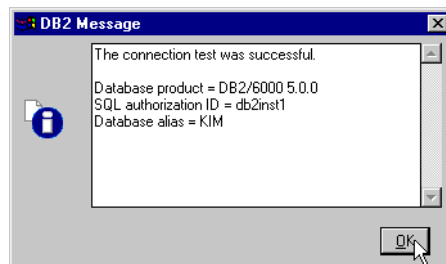 DB2 Message
The connection test was successful.
Database product = DB2/6000 5.0.0
SQL authorization ID = db2inst1
Database alias = KIM
OK